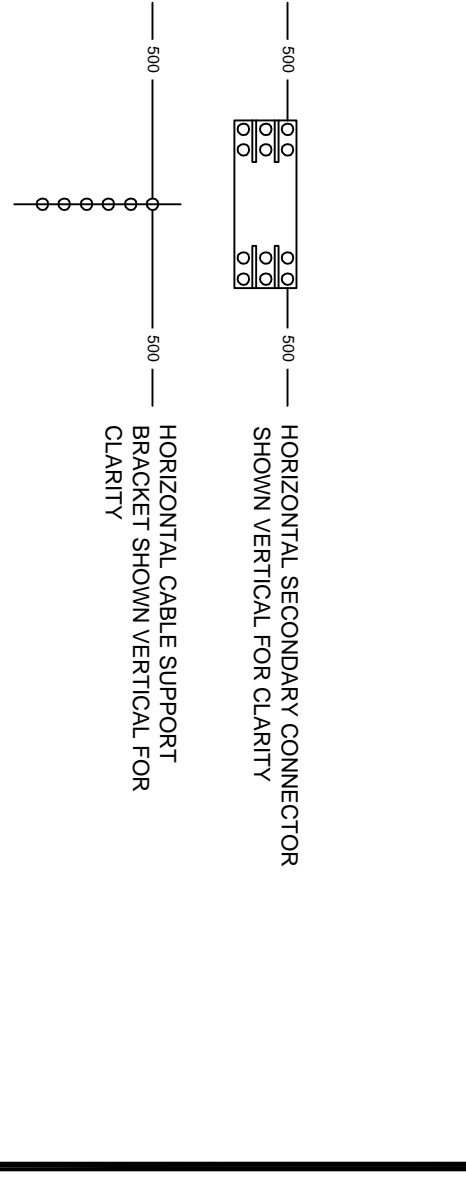 500
500
HORIZONTAL SECONDARY CONNECTOR
SHOWN VERTICAL FOR CLARITY
500
500
HORIZONTAL CABLE SUPPORT
BRACKET SHOWN VERTICAL FOR
CLARITY